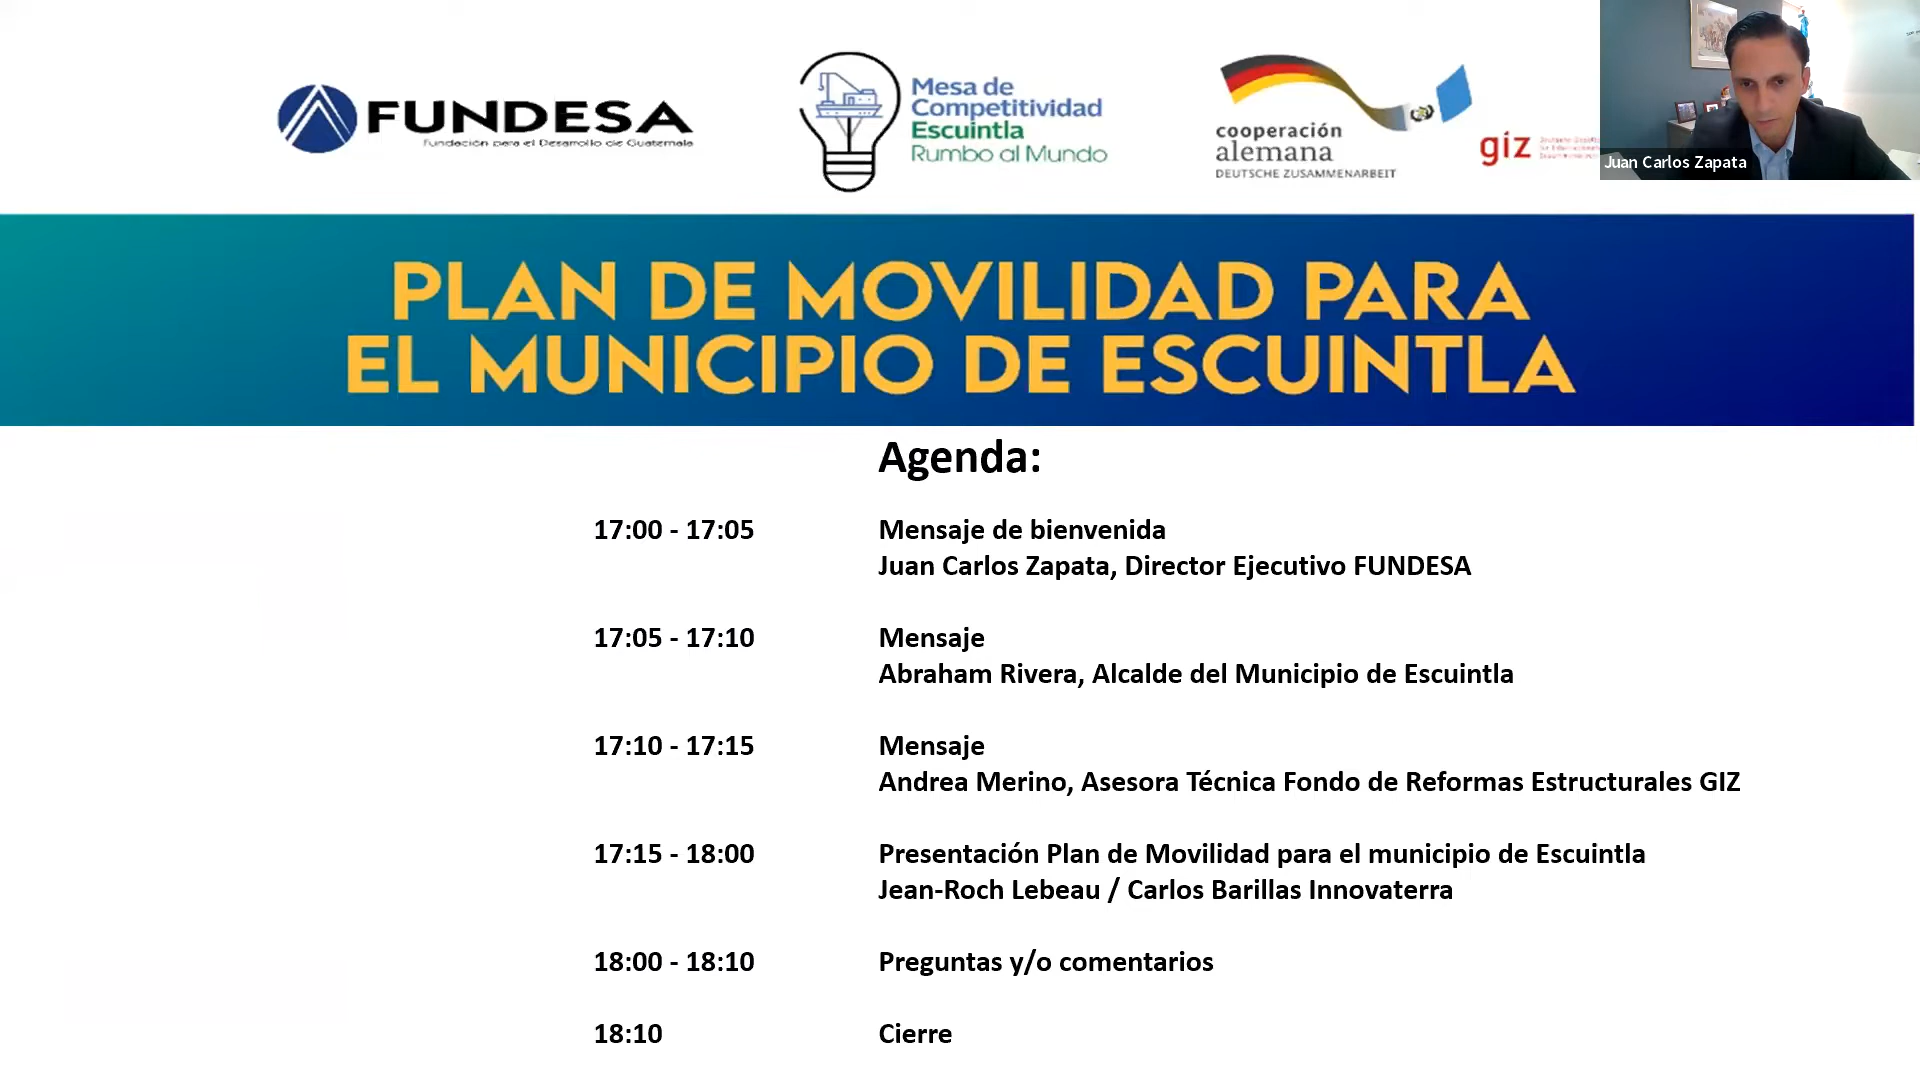 FUNDESA
Fundación para el Desarrollo de Guatemala
Mesa de
Competitividad
Escuintla
Rumbo al Mundo
cooperación
alemana
DEUTSCHE ZUSAMMENARBEIT
giz
Juan Carlos Zapata
PLAN DE MOVILIDAD PARA
EL MUNICIPIO DE ESCUINTLA
Agenda:
17:00 - 17:05 Mensaje de bienvenida
Juan Carlos Zapata, Director Ejecutivo FUNDESA
17:05 - 17:10 Mensaje
Abraham Rivera, Alcalde del Municipio de Escuintla
17:10 - 17:15 Mensaje
Andrea Merino, Asesora Técnica Fondo de Reformas Estructurales GIZ
17:15 - 18:00 Presentación Plan de Movilidad para el municipio de Escuintla
Jean-Roch Lebeau / Carlos Barillas Innovaterra
18:00 - 18:10 Preguntas y/o comentarios
18:10 Cierre